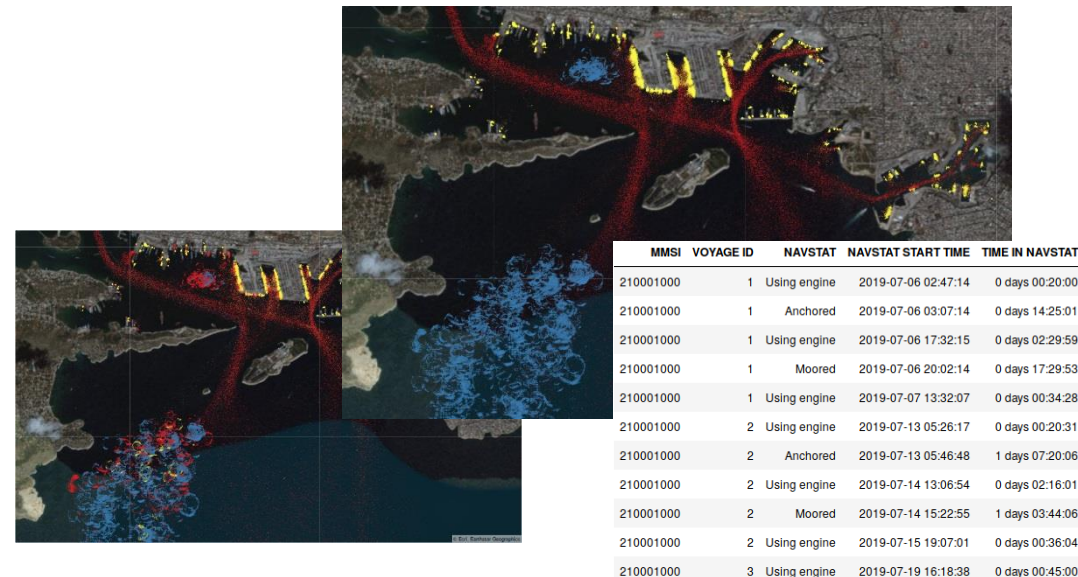 MMSI VOYAGE ID NAVSTAT NAVSTAT START TIME TIME IN NAVSTAT
210001000 1 Using engine 2019-07-06 02:47:14 0 days 00:20:00
210001000 1 Anchored 2019-07-06 03:07:14 0 days 14:25:01
210001000 1 Using engine 2019-07-06 17:32:15 0 days 02:29:59
210001000 1 Moored 2019-07-06 20:02:14 0 days 17:29:53
210001000 1 Using engine 2019-07-07 13:32:07 0 days 00:34:28
210001000 2 Using engine 2019-07-13 05:26:17 0 days 00:20:31
210001000 2 Anchored 2019-07-13 05:46:48 1 days 07:20:06
210001000 2 Using engine 2019-07-14 13:06:54 0 days 02:16:01
210001000 2 Moored 2019-07-14 15:22:55 1 days 03:44:06
210001000 2 Using engine 2019-07-15 19:07:01 0 days 00:36:04
210001000 3 Using engine 2019-07-19 16:18:38 0 days 00:45:00
© Esri, Earthstar Geographics